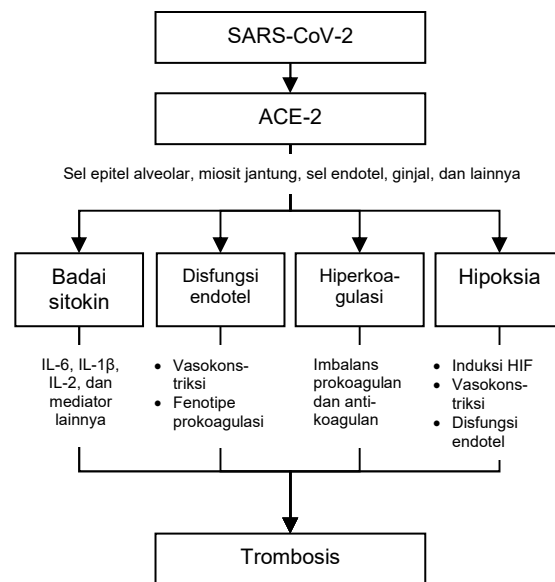 SARS-CoV-2
ACE-2
Sel epitel alveolar, miosit jantung, sel endotel, ginjal, dan lainnya
Badai
sitokin
Disfungsi
endotel
Hiperkoa-
gulasi
Hipoksia
IL-6, IL-1β,
IL-2, dan
mediator
lainnya
• Vasokons-
triksi
• Fenotipe
prokoagulasi
Imbalans
prokoagulan
dan anti-
koagulan
• Induksi HIF
• Vasokons-
triksi
• Disfungsi
endotel
Trombosis